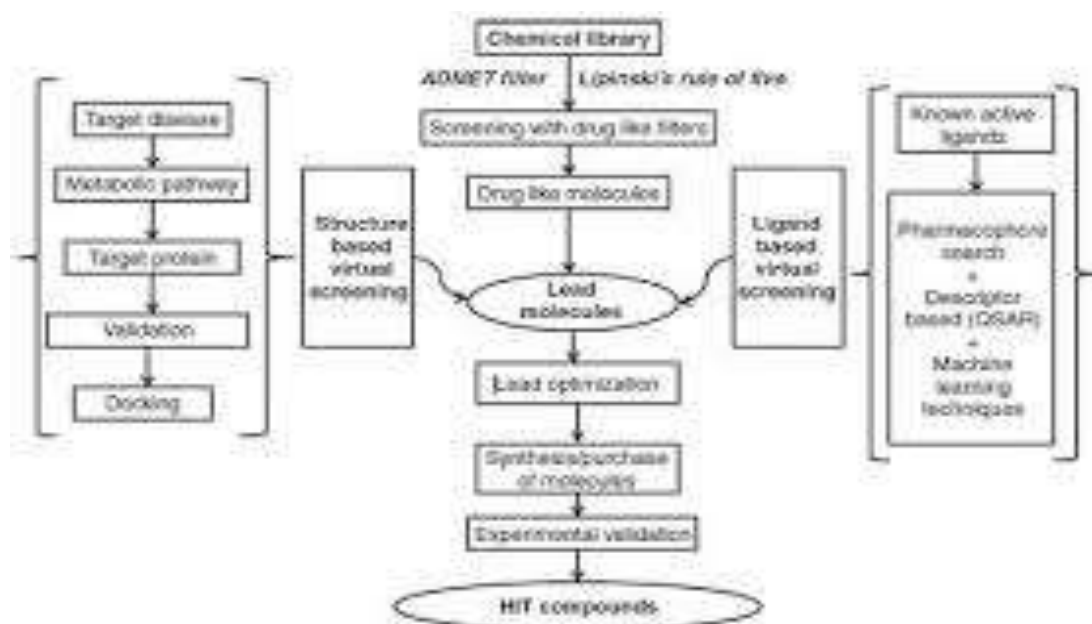 Chemical library
ADMET filter
Lipinski's rule of five
Screening with drug like filters
Drug like molecules
Target disease
Metabolic pathway
Target protein
Validation
Docking
Structure
based
virtual
screening
Lead
molecules
Ligand
based
virtual
screening
Known active
ligands
Pharmacophore
search
+
Descriptor
based (QSAR)
+
Machine
learning
techniques
Lead optimization
Synthesis/purchase
of molecules
Experimental validation
HIT compounds